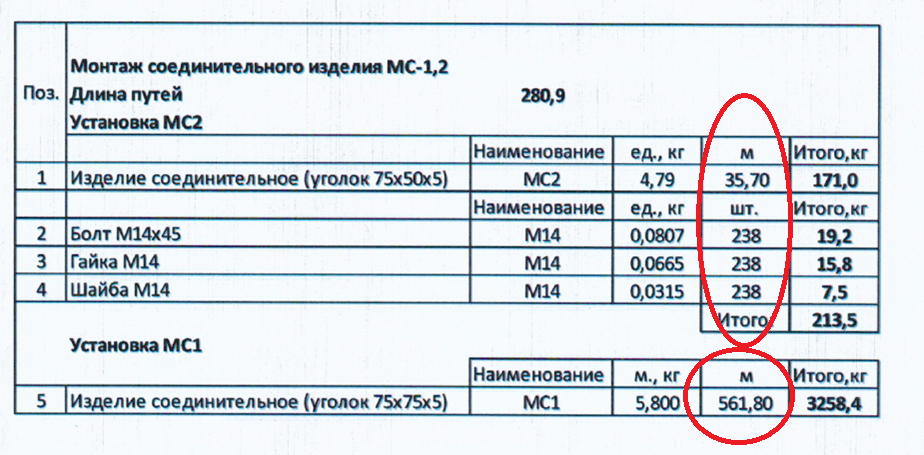 Монтаж соединительного изделия МС-1,2
Поз. Длина путей 280,9
Установка МС2
Наименование ед., кг м Итого,кг
1 Изделие соединительное (уголок 75х50х5) МС2 4,79 35,70 171,0
Наименование ед., кг шт. Итого,кг
2 Болт М14х45 М14 0,0807 238 19,2
3 Гайка М14 М14 0,0665 238 15,8
4 Шайба М14 М14 0,0315 238 7,5
Итого 213,5
Установка МС1
Наименование м., кг м Итого,кг
5 Изделие соединительное (уголок 75х75х5) МС1 5,800 561,80 3258,4